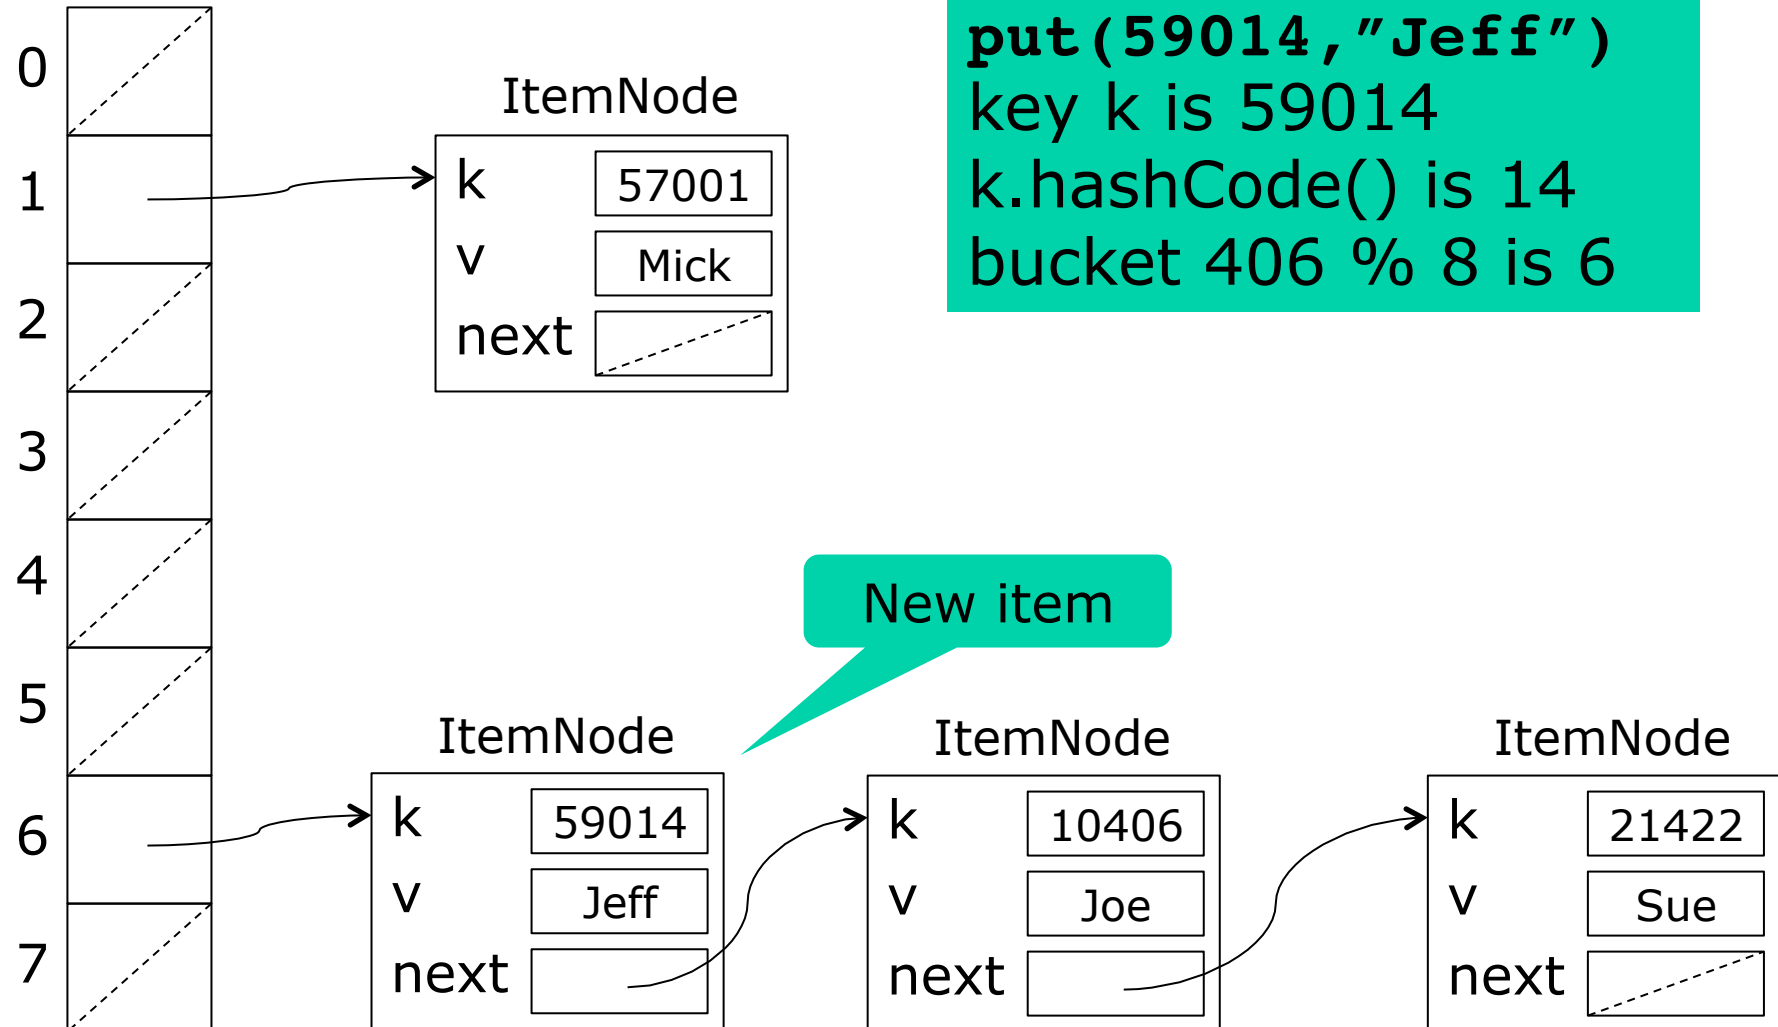 put(59014,″Jeff″)
key k is 59014
k.hashCode() is 14
bucket 406 % 8 is 6
0
1
2
3
4
5
6
7
ItemNode
k 57001
v Mick
next
New item
ItemNode
k 59014
v Jeff
next
ItemNode
k 10406
v Joe
next
ItemNode
k 21422
v Sue
next